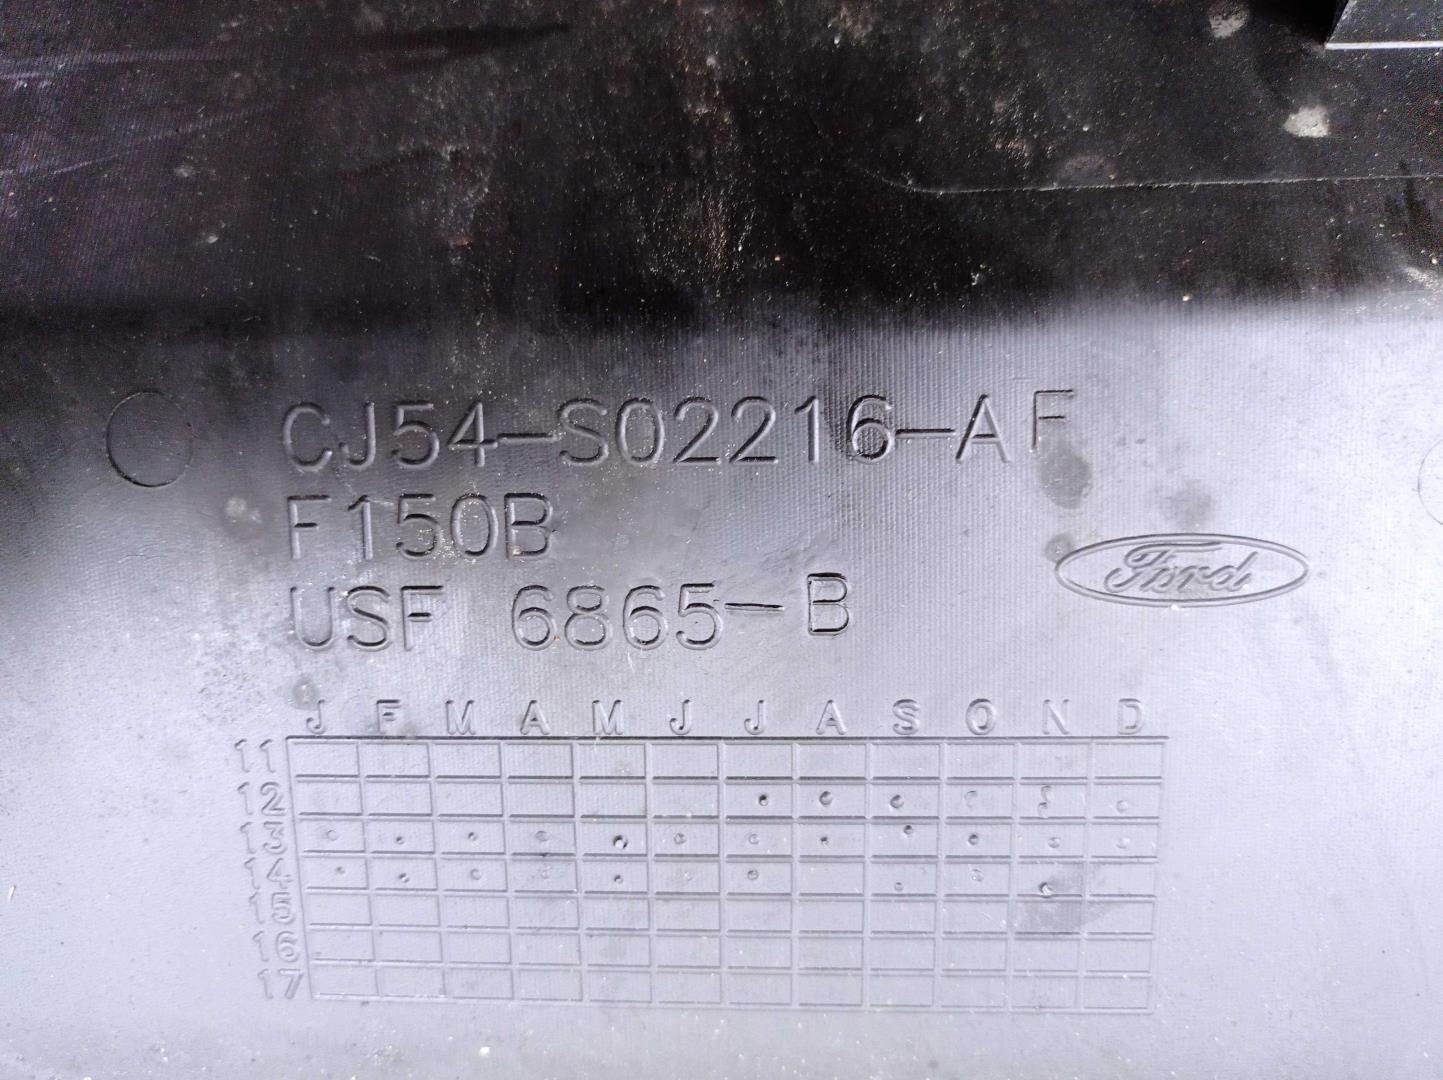 CJ54-S02216-AF
F150B
USF 6865-B
Ford
J F M A M J J A S O N D
11
12
13
14
15
16
17